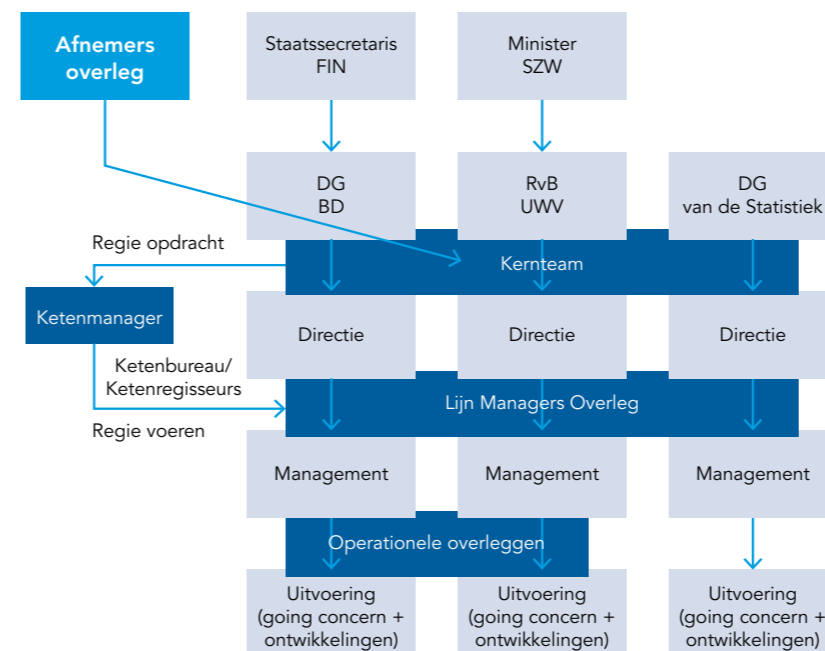 Afnemers
overleg
Staatssecretaris
FIN
Minister
SZW
DG
BD
RvB
UWV
DG
van de Statistiek
Regie opdracht
Kernteam
Ketenmanager
Directie
Directie
Directie
Ketenbureau/
Ketenregisseurs
Lijn Managers Overleg
Regie voeren
Management
Management
Management
Operationele overleggen
Uitvoering
(going concern +
ontwikkelingen)
Uitvoering
(going concern +
ontwikkelingen)
Uitvoering
(going concern +
ontwikkelingen)